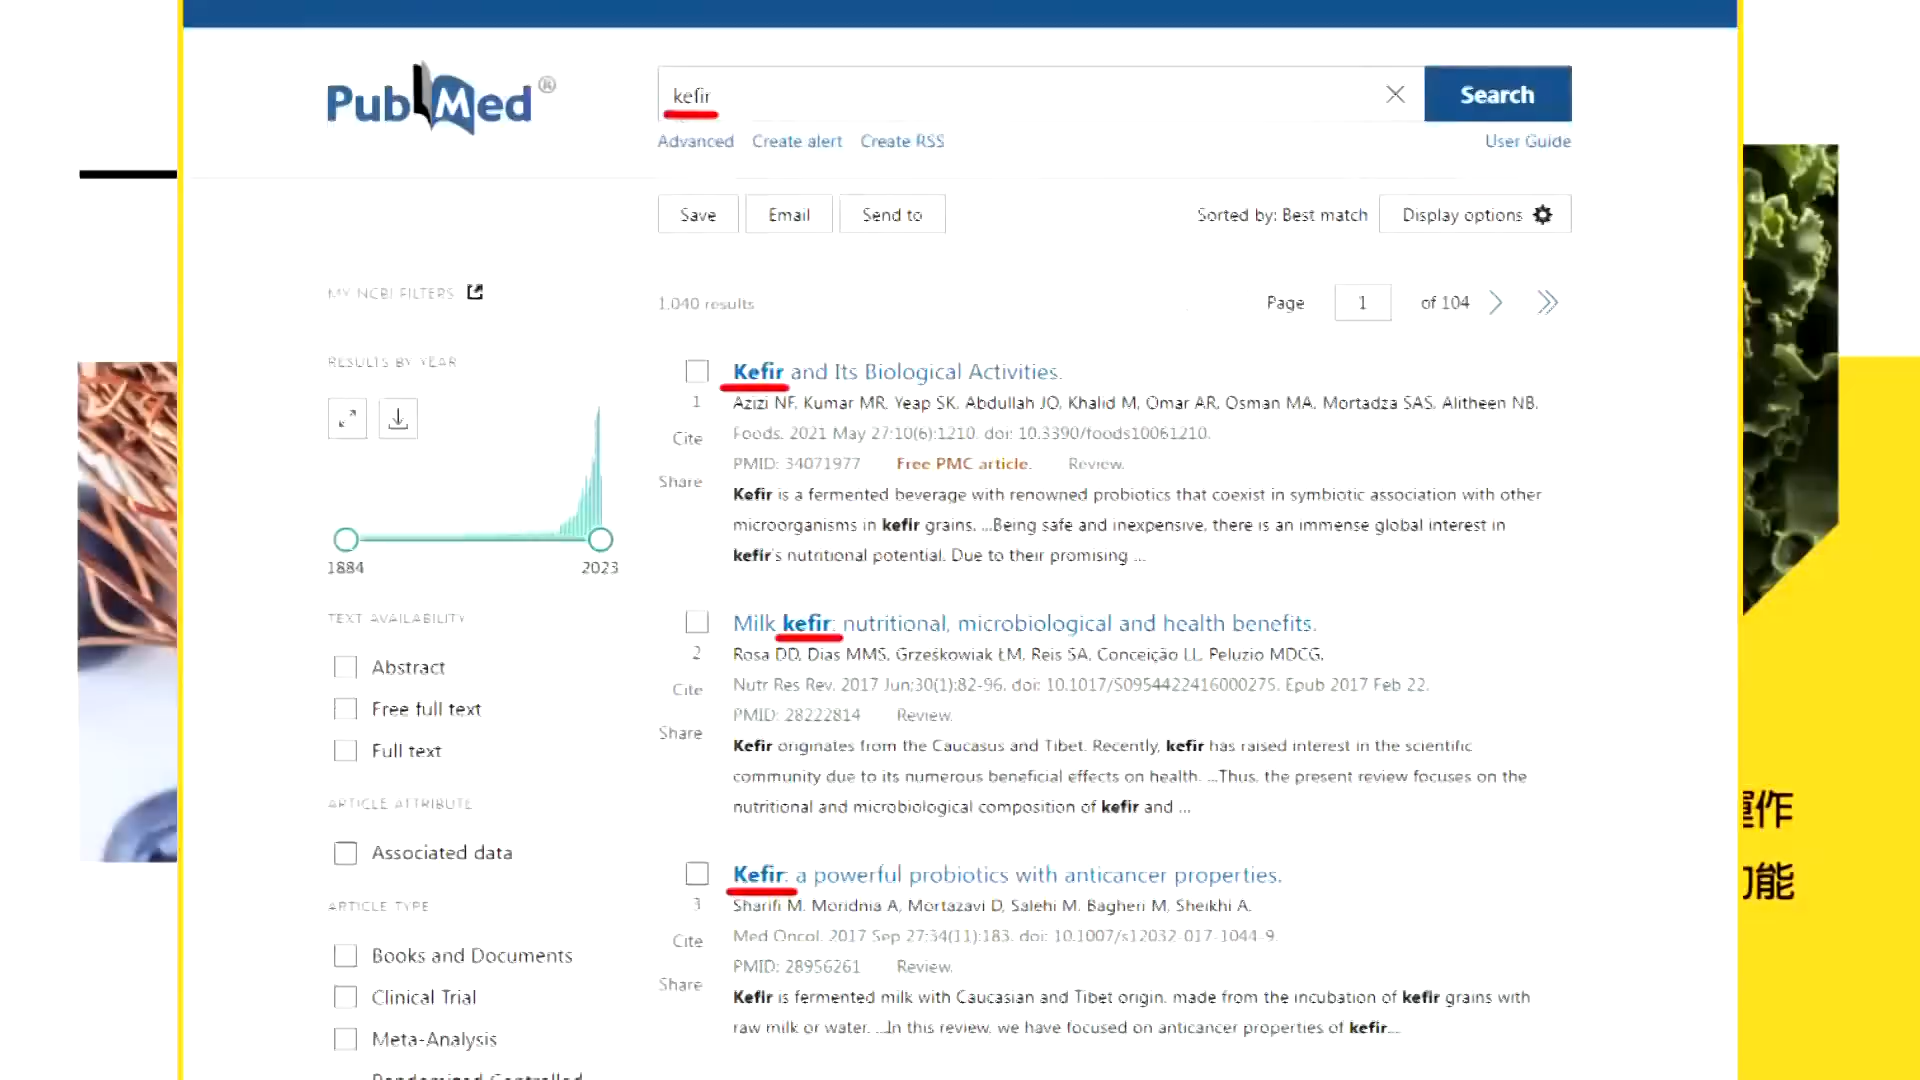 PubMed®
kefir
Search
Advanced Create alert Create RSS
User Guide
Save Email Send to
Sorted by: Best match
Display options
MY NCBI FILTERS
1,040 results
Page 1 of 104
RESULTS BY YEAR
1884 2023
TEXT AVAILABILITY
Abstract
Free full text
Full text
ARTICLE ATTRIBUTE
Associated data
ARTICLE TYPE
Books and Documents
Clinical Trial
Meta-Analysis
Randomized Controlled
Kefir and Its Biological Activities.
1
Azizi NF, Kumar MR, Yeap SK, Abdullah JO, Khalid M, Omar AR, Osman MA, Mortadza SAS, Alitheen NB.
Cite
Foods. 2021 May 27;10(6):1210. doi: 10.3390/foods10061210.
PMID: 34071977 Free PMC article. Review.
Share
Kefir is a fermented beverage with renowned probiotics that coexist in symbiotic association with other
microorganisms in kefir grains. ...Being safe and inexpensive, there is an immense global interest in
kefir's nutritional potential. Due to their promising ...
Milk kefir: nutritional, microbiological and health benefits.
2
Rosa DD, Dias MMS, Grześkowiak ŁM, Reis SA, Conceição LL, Peluzio MDCG.
Cite
Nutr Res Rev. 2017 Jun;30(1):82-96. doi: 10.1017/S0954422416000275. Epub 2017 Feb 22.
PMID: 28222814 Review.
Share
Kefir originates from the Caucasus and Tibet. Recently, kefir has raised interest in the scientific
community due to its numerous beneficial effects on health. ...Thus, the present review focuses on the
nutritional and microbiological composition of kefir and ...
Kefir: a powerful probiotics with anticancer properties.
3
Sharifi M, Moridnia A, Mortazavi D, Salehi M, Bagheri M, Sheikhi A.
Cite
Med Oncol. 2017 Sep 27;34(11):183. doi: 10.1007/s12032-017-1044-9.
PMID: 28956261 Review.
Share
Kefir is fermented milk with Caucasian and Tibet origin, made from the incubation of kefir grains with
raw milk or water. ...In this review, we have focused on anticancer properties of kefir...
作
能